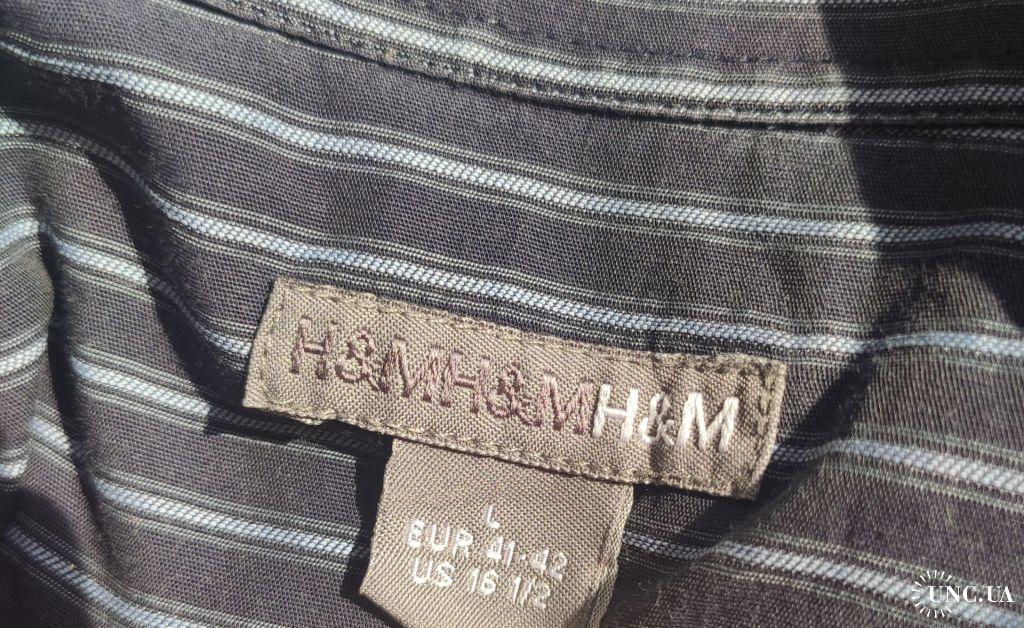 H&MH&MH&M
L
EUR 41-42
US 16 1/2
UNC.UA